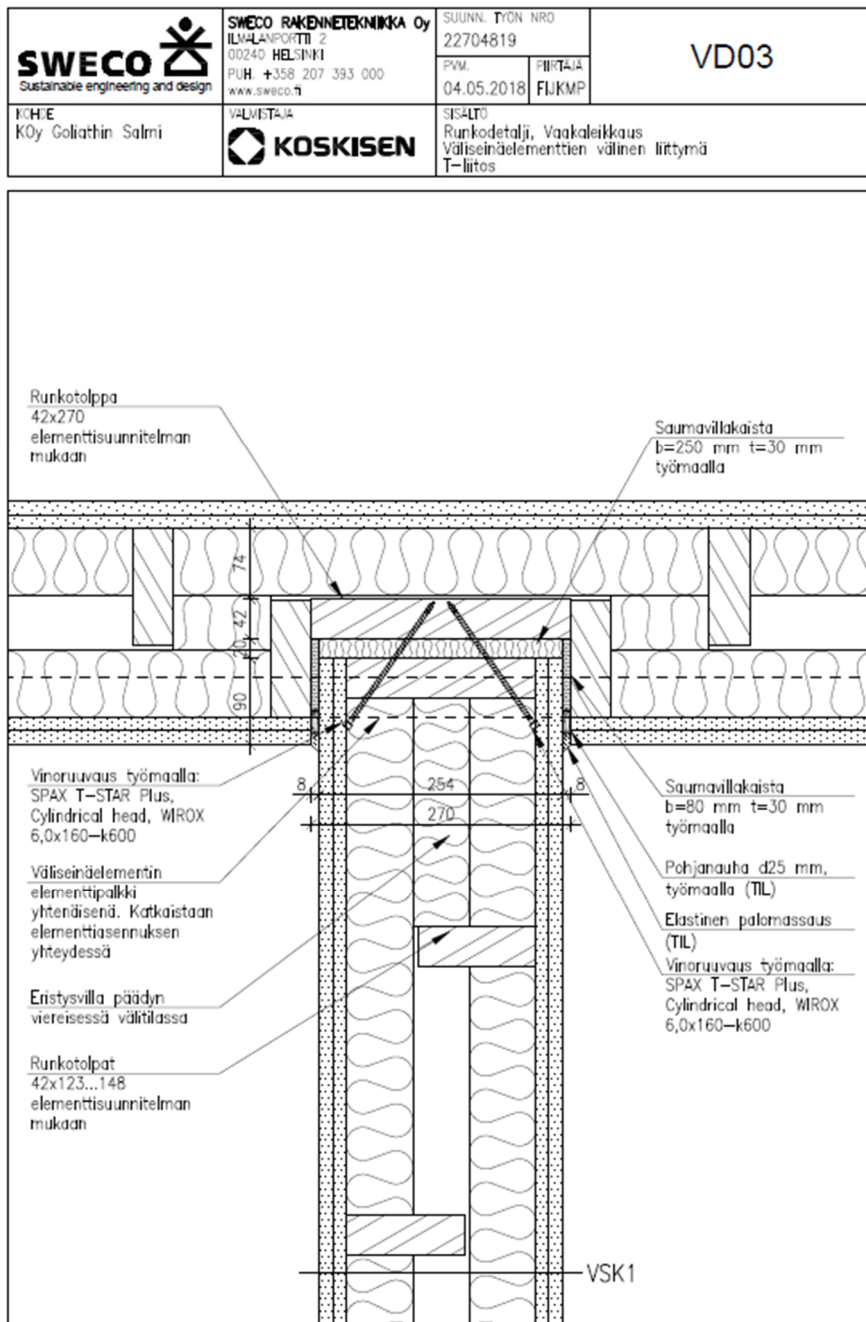 SWECO
Sustainable engineering and design
SWECO RAKENNETEKNIIKKA Oy
ILMALANPORTTI 2
00240 HELSINKI
PUH. +358 207 393 000
www.sweco.fi
SUUNN. TYÖN NRO
22704819
PVM.
04.05.2018
PIIRTÄJÄ
FIJKMP
VD03
KOHDE
KOy Goliathin Salmi
VALMISTAJA
KOSKISEN
SISÄLTÖ
Runkodetalji, Vaakaleikkaus
Väliseinäelementtien välinen liittymä
T-liitos
Runkotolppa
42x270
elementtisuunnitelman
mukaan
Saumavillakaista
b=250 mm t=30 mm
työmaalla
74
42
20
90
8
254
8
270
Vinoruuvaus työmaalla:
SPAX T-STAR Plus,
Cylindrical head, WIROX
6,0x160-k600
Väliseinäelementin
elementtipalkki
yhtenäisenä. Katkaistaan
elementtiasennuksen
yhteydessä
Eristysvilla päädyn
viereisessä välitilassa
Runkotolpat
42x123...148
elementtisuunnitelman
mukaan
Saumavillakaista
b=80 mm t=30 mm
työmaalla
Pohjanauha d25 mm,
työmaalla (TIL)
Elastinen palomassaus
(TIL)
Vinoruuvaus työmaalla:
SPAX T-STAR Plus,
Cylindrical head, WIROX
6,0x160-k600
VSK1